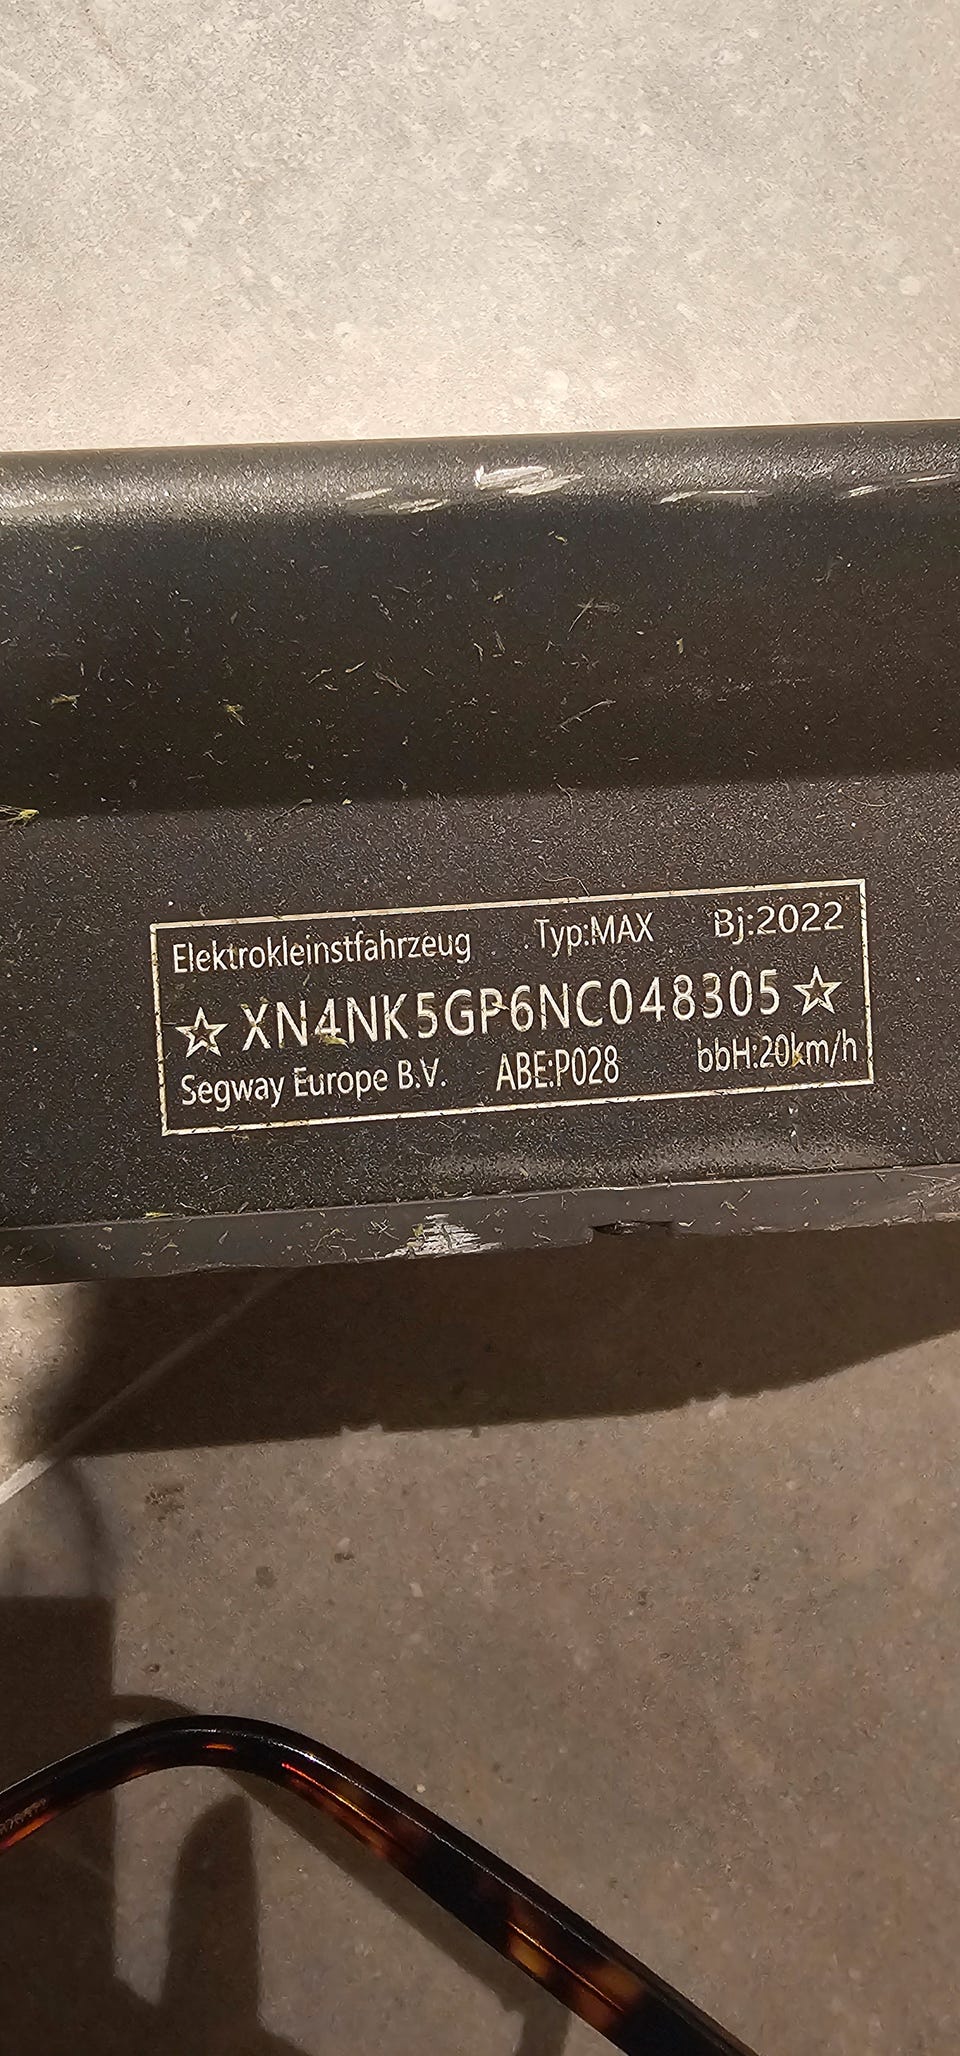 Elektrokleinstfahrzeug Typ:MAX Bj:2022
☆XN4NK5GP6NC048305☆
Segway Europe B.V. ABE:P028 bbH:20km/h